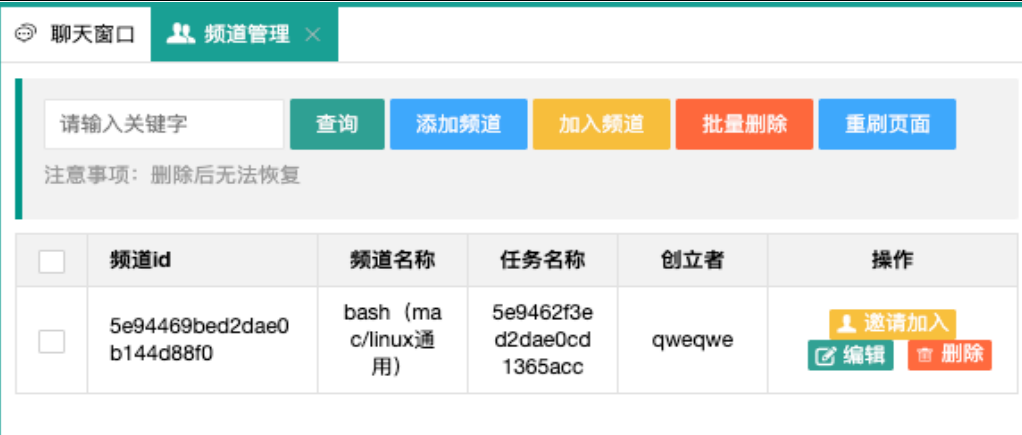 聊天窗口 频道管理
请输入关键字 查询 添加频道 加入频道 批量删除 重刷页面
注意事项：删除后无法恢复
频道id 频道名称 任务名称 创立者 操作
5e94469bed2dae0
b144d88f0
bash（ma
c/linux通
用）
5e9462f3e
d2dae0cd
1365acc
qweqwe
邀请加入
编辑 删除